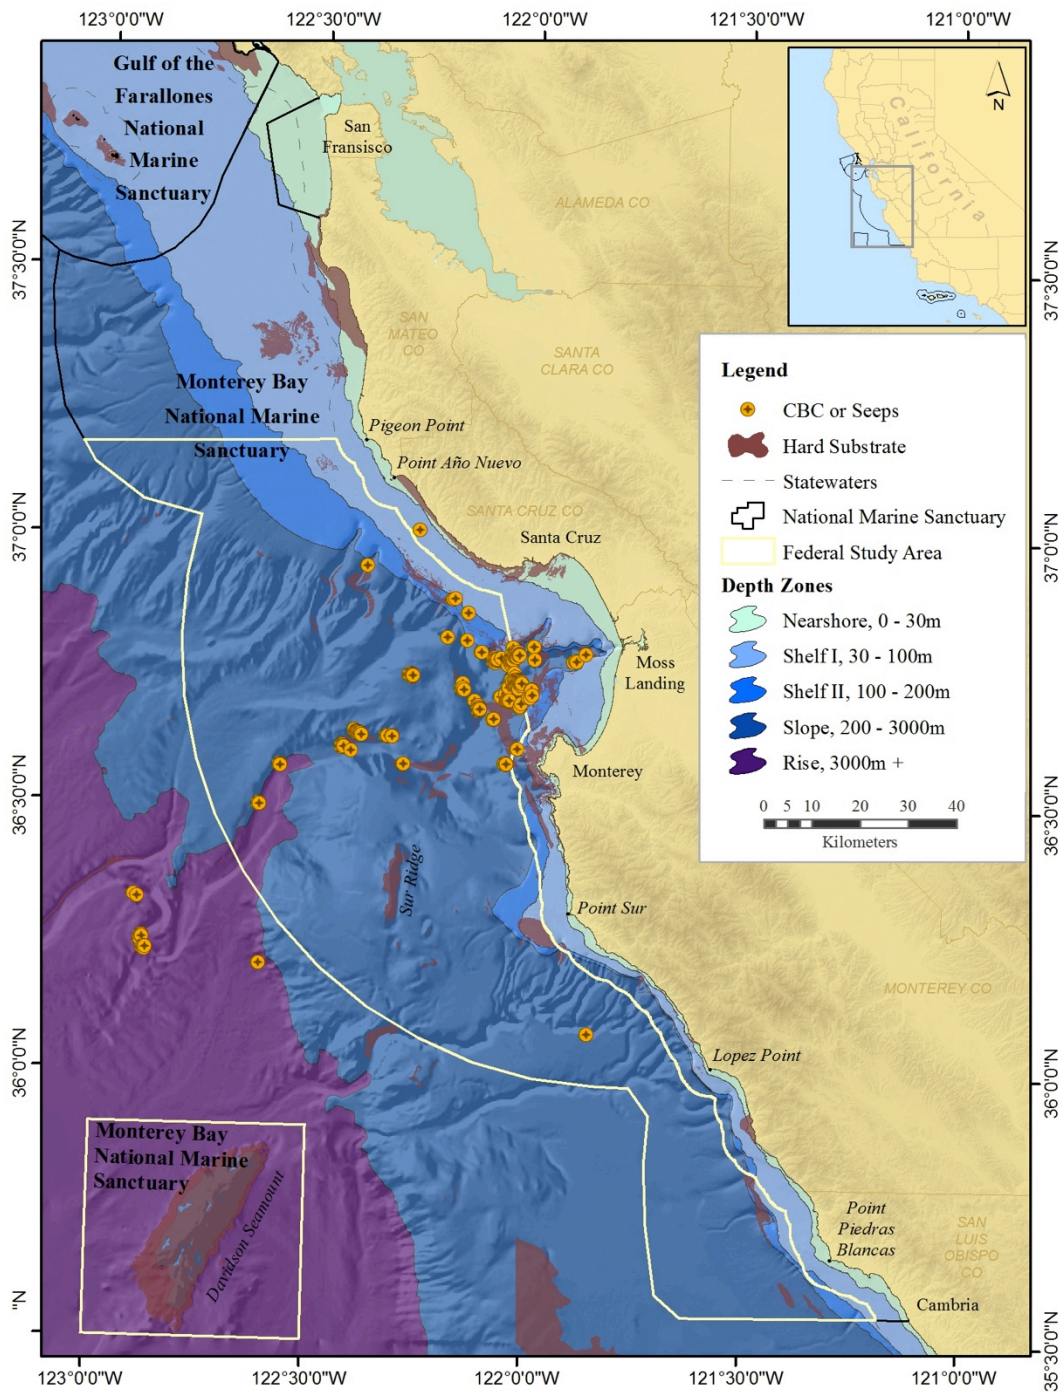 123°0'0"W 122°30'0"W 122°0'0"W 121°30'0"W 121°0'0"W
Gulf of the
Farallones
National
Marine
Sanctuary
San
Fransisco
N
California
ALAMEDA CO
37°30'0"N
37°30'0"N
SAN
MATEO
CO
SANTA
CLARA CO
Monterey Bay
National Marine
Sanctuary
Pigeon Point
Point Año Nuevo
SANTA CRUZ CO
Santa Cruz
37°0'0"N
37°0'0"N
Legend
CBC or Seeps
Hard Substrate
Statewaters
National Marine Sanctuary
Federal Study Area
Depth Zones
Nearshore, 0 - 30m
Shelf I, 30 - 100m
Shelf II, 100 - 200m
Slope, 200 - 3000m
Rise, 3000m +
0 5 10 20 30 40
Kilometers
Moss
Landing
Monterey
36°30'0"N
36°30'0"N
Sur Ridge
Point Sur
MONTEREY CO
Lopez Point
36°0'0"N
36°0'0"N
Monterey Bay
National Marine
Sanctuary
Davidson Seamount
Point
Piedras
Blancas
SAN
LUIS
OBISPO
CO
Cambria
"N
35°30'0"N
123°0'0"W 122°30'0"W 122°0'0"W 121°30'0"W 121°0'0"W